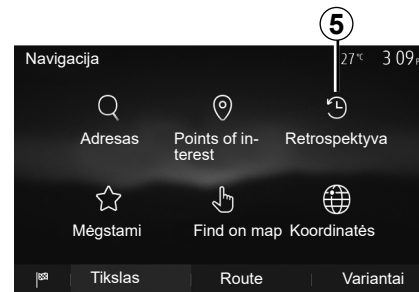 5
Navigacija 27°C 3 09
Adresas Points of in- Retrospektyva
terest
Mėgstami Find on map Koordinatės
Tikslas Route Variantai